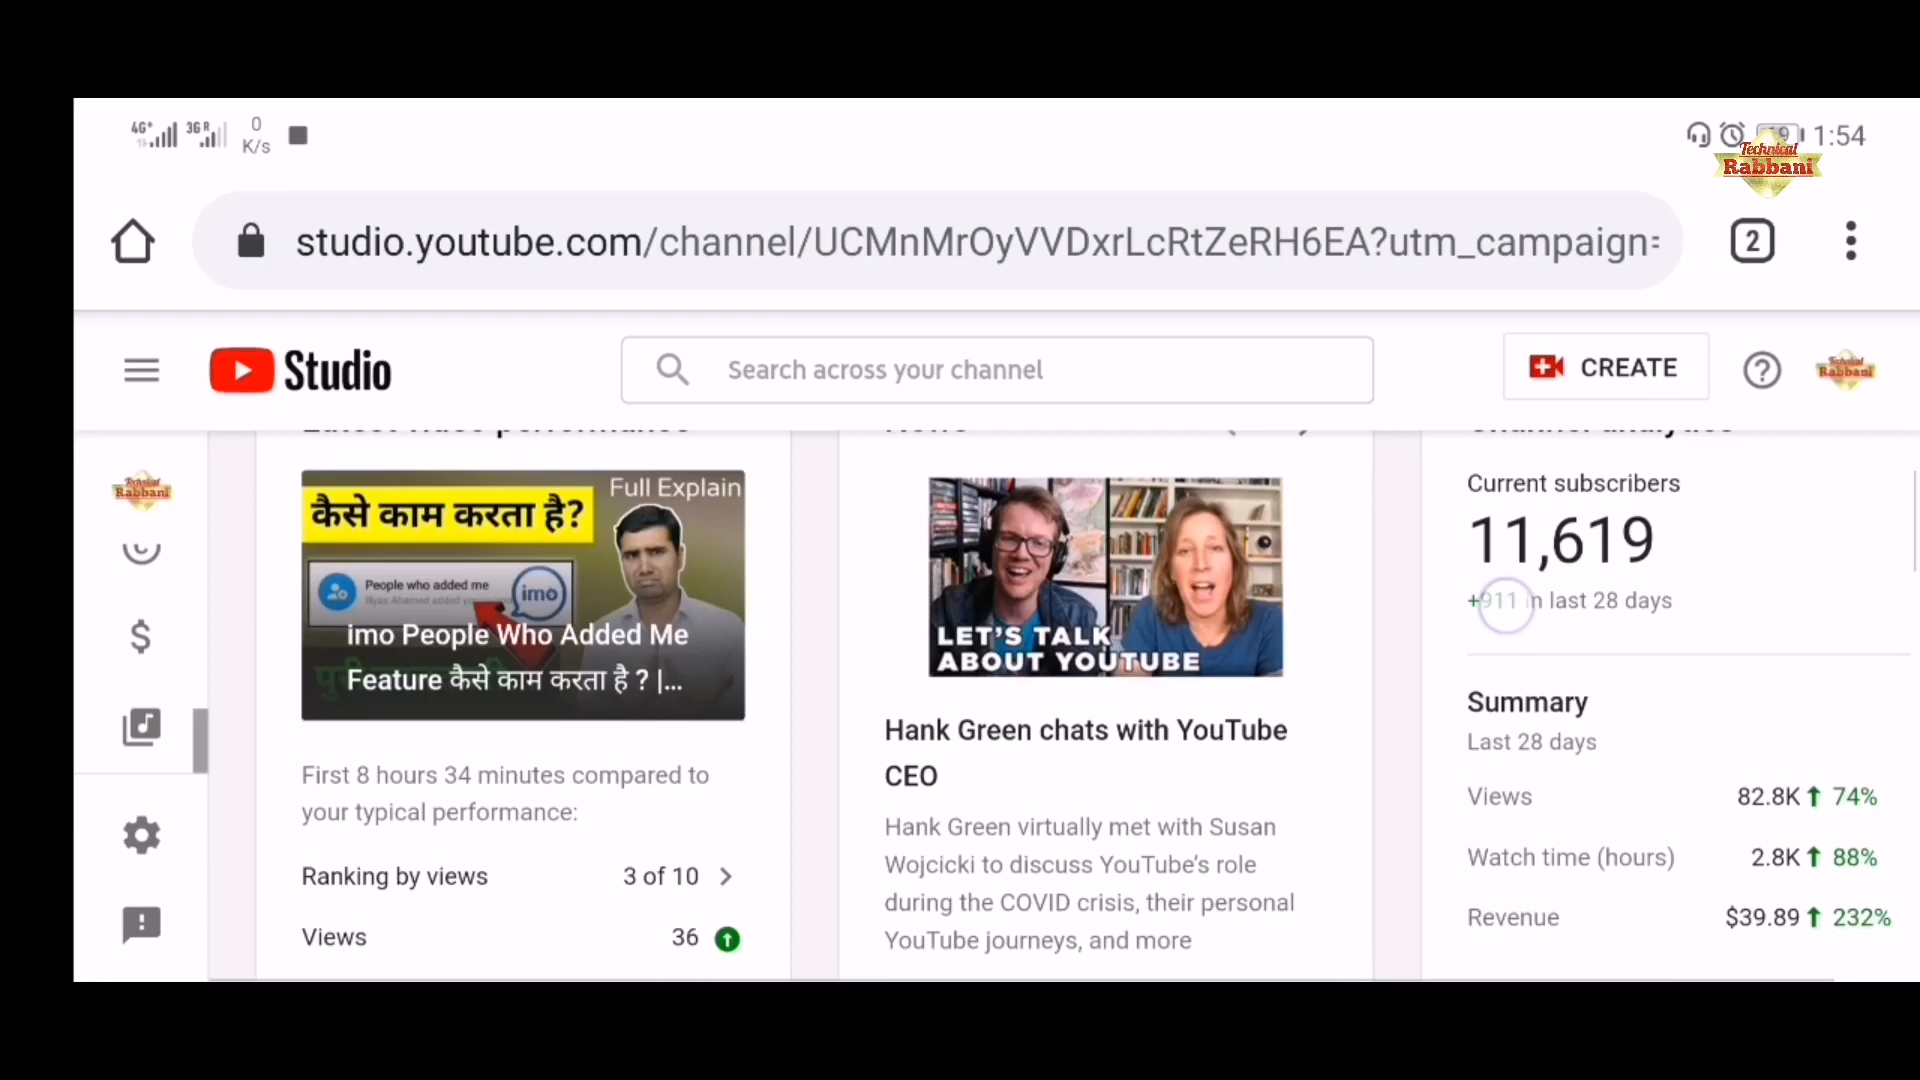 4G+
3G R
0
K/s
1:54
Technical
Rabbani
studio.youtube.com/channel/UCMnMrOyVVDxrLcRtZeRH6EA?utm_campaign=
2
Studio
Search across your channel
CREATE
Technical
Rabbani
Technical
Rabbani
कैसे काम करता है?
Full Explain
People who added me
imo
imo People Who Added Me
Feature कैसे काम करता है ? |...
First 8 hours 34 minutes compared to
your typical performance:
Ranking by views 3 of 10
Views 36
LET'S TALK
ABOUT YOUTUBE
Hank Green chats with YouTube
CEO
Hank Green virtually met with Susan
Wojcicki to discuss YouTube's role
during the COVID crisis, their personal
YouTube journeys, and more
Current subscribers
11,619
+911 in last 28 days
Summary
Last 28 days
Views 82.8K 74%
Watch time (hours) 2.8K 88%
Revenue $39.89 232%